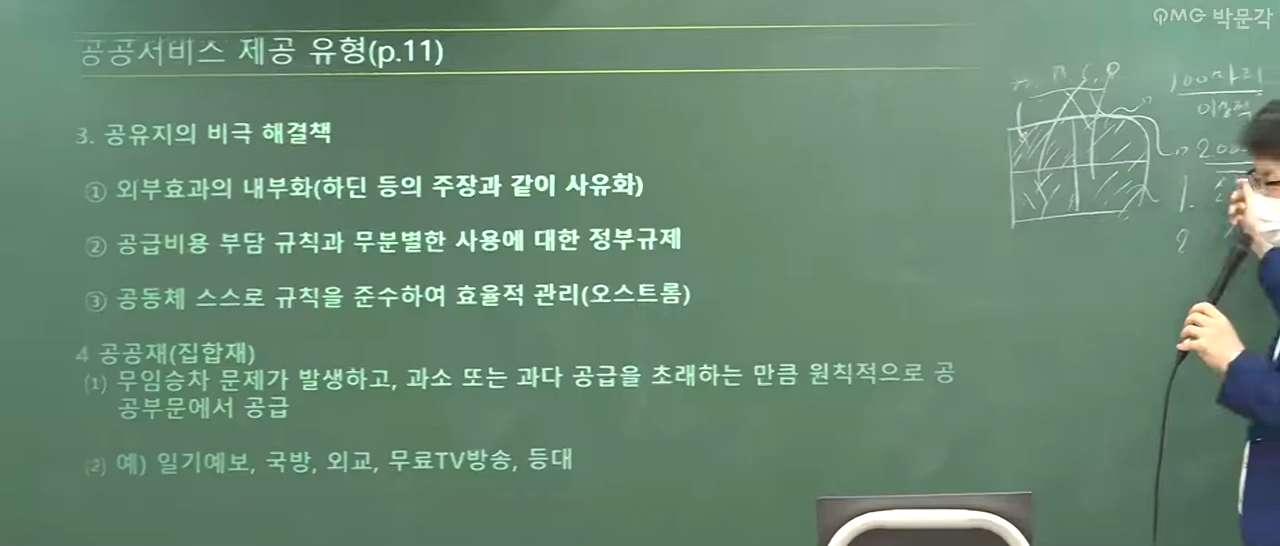 PMG 박문각
공공서비스 제공 유형(p.11)
3. 공유지의 비극 해결책
① 외부효과의 내부화(하딘 등의 주장과 같이 사유화)
② 공급비용 부담 규칙과 무분별한 사용에 대한 정부규제
③ 공동체 스스로 규칙을 준수하여 효율적 관리(오스트롬)
4 공공재(집합재)
(1) 무임승차 문제가 발생하고, 과소 또는 과다 공급을 초래하는 만큼 원칙적으로 공
공부문에서 공급
(2) 예) 일기예보, 국방, 외교, 무료TV방송, 등대
100마리
이상적
200
1.
2